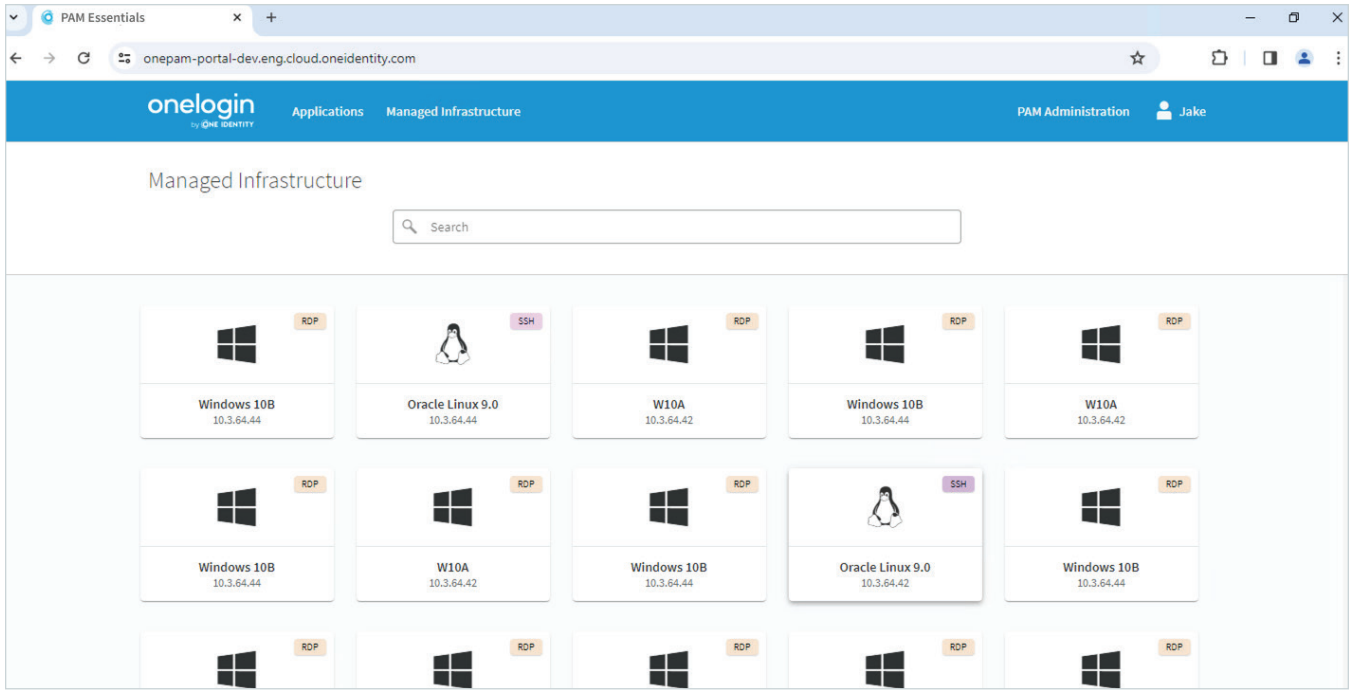 PAM Essentials
onepam-portal-dev.eng.cloud.oneidentity.com
onelogin
by ONE IDENTITY
Applications Managed Infrastructure PAM Administration Jake
Managed Infrastructure
Search
RDP SSH RDP RDP RDP
Windows 10B Oracle Linux 9.0 W10A Windows 10B W10A
10.3.64.44 10.3.64.44 10.3.64.42 10.3.64.44 10.3.64.42
RDP RDP RDP SSH RDP
Windows 10B W10A Windows 10B Oracle Linux 9.0 Windows 10B
10.3.64.44 10.3.64.42 10.3.64.44 10.3.64.42 10.3.64.44
RDP RDP RDP RDP RDP